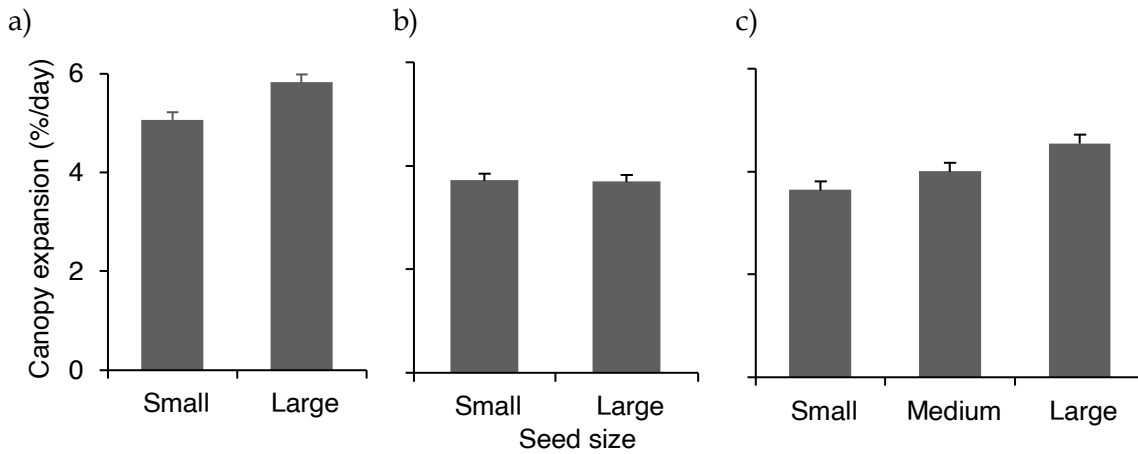 a)
b)
c)
Canopy expansion (%/day)
6
4
2
0
Small Large
Small Large
Small Medium Large
Seed size